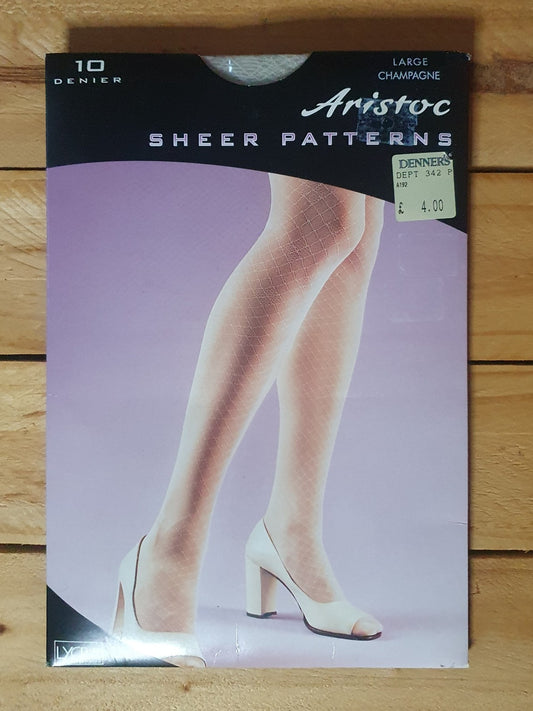 10
DENIER
LARGE
CHAMPAGNE
Aristoc
SHEER PATTERNS
DENNERS
DEPT 342 P
A192
£ 4.00